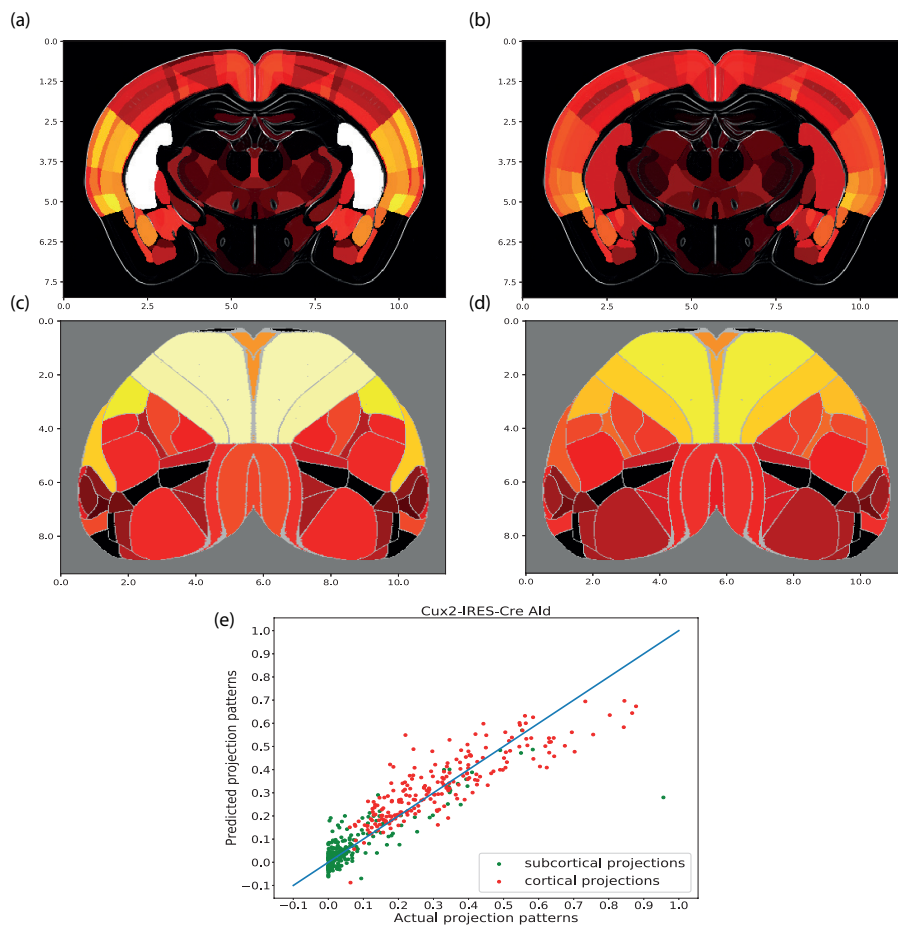 (a)
(b)
0.0
1.25
2.5
3.75
5.0
6.25
7.5
0.0 2.5 5.0 7.5 10.0
0.0
1.25
2.5
3.75
5.0
6.25
7.5
0.0 2.5 5.0 7.5 10.0
(c)
(d)
0.0
2.0
4.0
6.0
8.0
0.0 2.0 4.0 6.0 8.0 10.0
0.0
2.0
4.0
6.0
8.0
0.0 2.0 4.0 6.0 8.0 10.0
(e)
Cux2-IRES-Cre AId
Predicted projection patterns
1.0
0.9
0.8
0.7
0.6
0.5
0.4
0.3
0.2
0.1
0.0
−0.1
subcortical projections
cortical projections
−0.1 0.0 0.1 0.2 0.3 0.4 0.5 0.6 0.7 0.8 0.9 1.0
Actual projection patterns